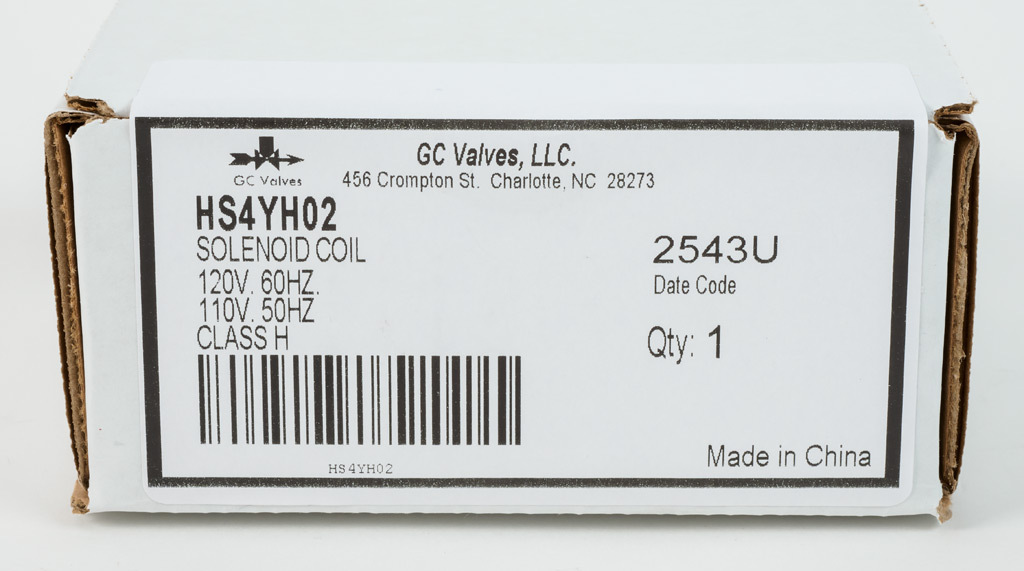 GC Valves
GC Valves, LLC.
456 Crompton St. Charlotte, NC 28273
HS4YH02
SOLENOID COIL
120V. 60HZ.
110V. 50HZ
CLASS H
2543U
Date Code
Qty: 1
HS4YH02
Made in China